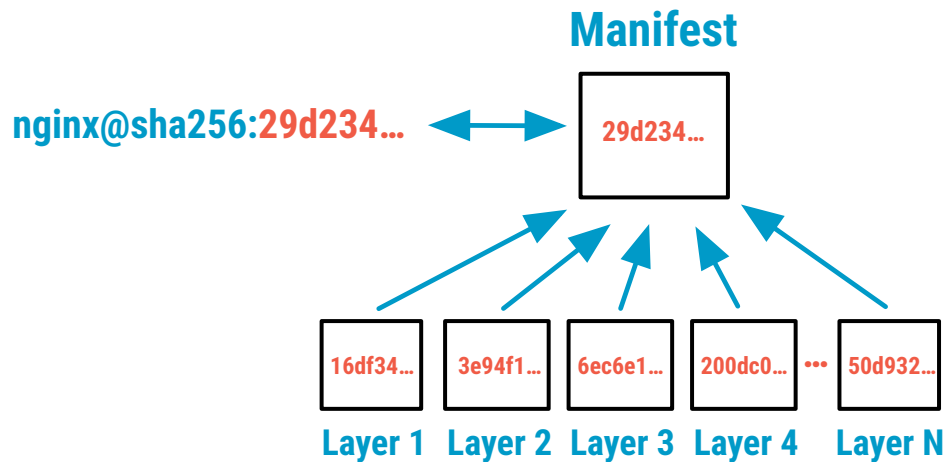 Manifest
nginx@sha256:29d234…
29d234…
16df34… 3e94f1… 6ec6e1… 200dc0… ... 50d932…
Layer 1 Layer 2 Layer 3 Layer 4 Layer N